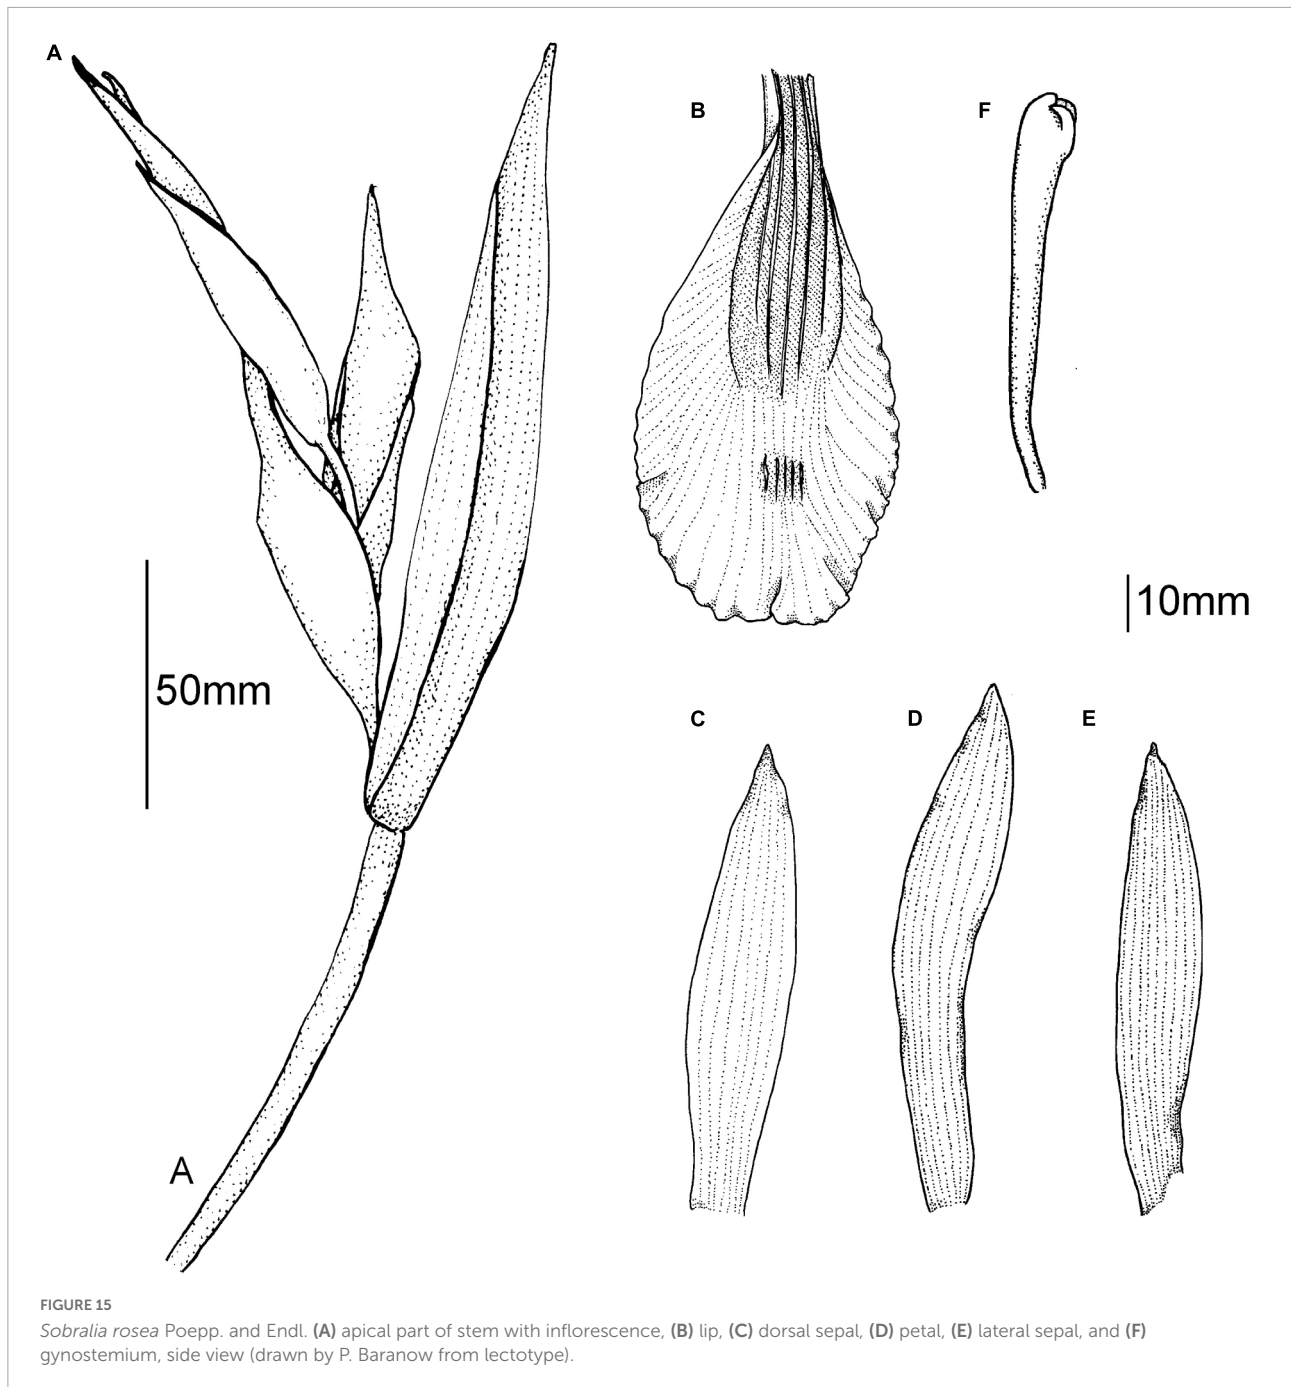 A
B
F
10mm
50mm
C
D
E
A
FIGURE 15
Sobralia rosea Poepp. and Endl. (A) apical part of stem with inflorescence, (B) lip, (C) dorsal sepal, (D) petal, (E) lateral sepal, and (F)
gynostemium, side view (drawn by P. Baranow from lectotype).